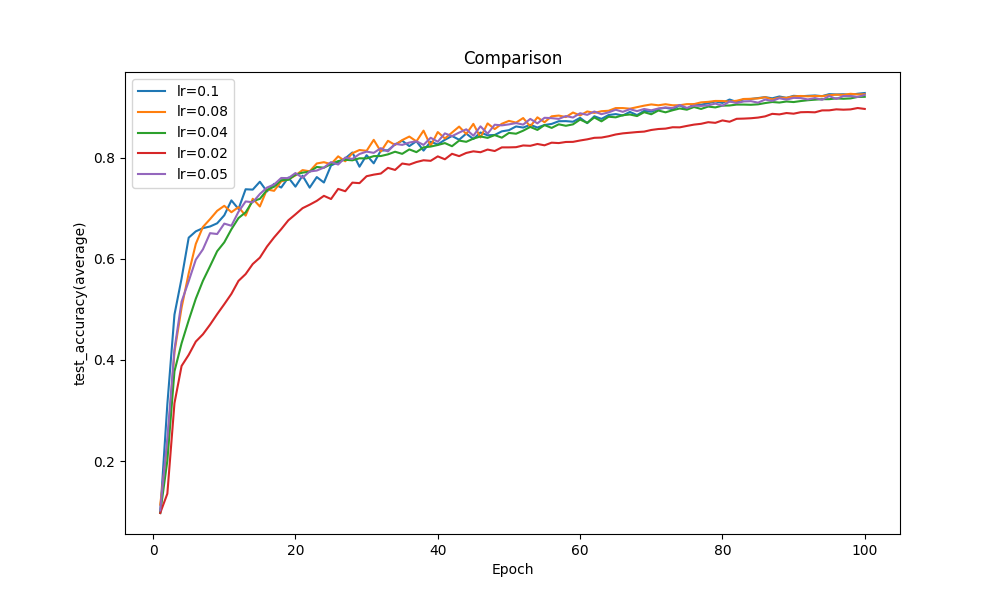 Comparison
lr=0.1
lr=0.08
lr=0.04
lr=0.02
lr=0.05
test_accuracy(average)
0.8
0.6
0.4
0.2
0 20 40 60 80 100
Epoch